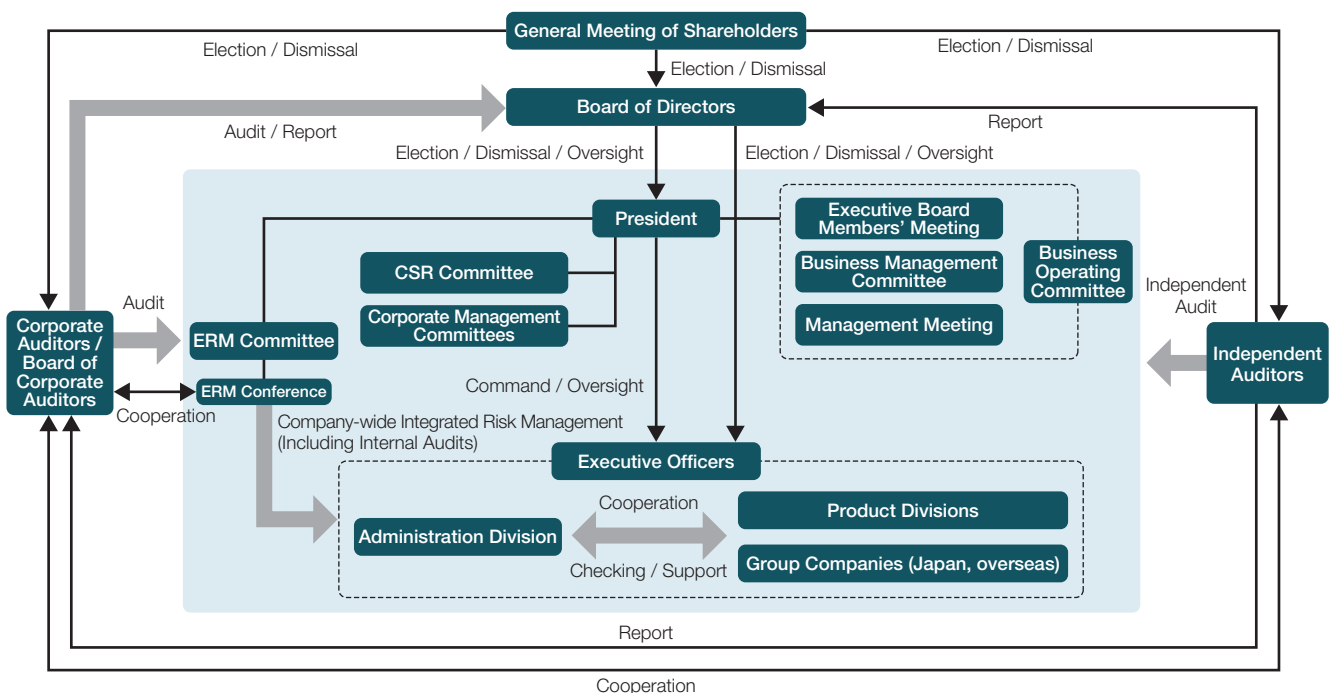 General Meeting of Shareholders
Election / Dismissal
Election / Dismissal
Election / Dismissal
Board of Directors
Audit / Report
Report
Election / Dismissal / Oversight
Election / Dismissal / Oversight
President
Executive Board
Members' Meeting
CSR Committee
Business Management
Committee
Business
Operating
Committee
Corporate Management
Committees
Management Meeting
Audit
Independent
Audit
Corporate
Auditors /
Board of
Corporate
Auditors
ERM Committee
Independent
Auditors
ERM Conference
Cooperation
Command / Oversight
Company-wide Integrated Risk Management
(Including Internal Audits)
Executive Officers
Cooperation
Administration Division
Product Divisions
Checking / Support
Group Companies (Japan, overseas)
Report
Cooperation